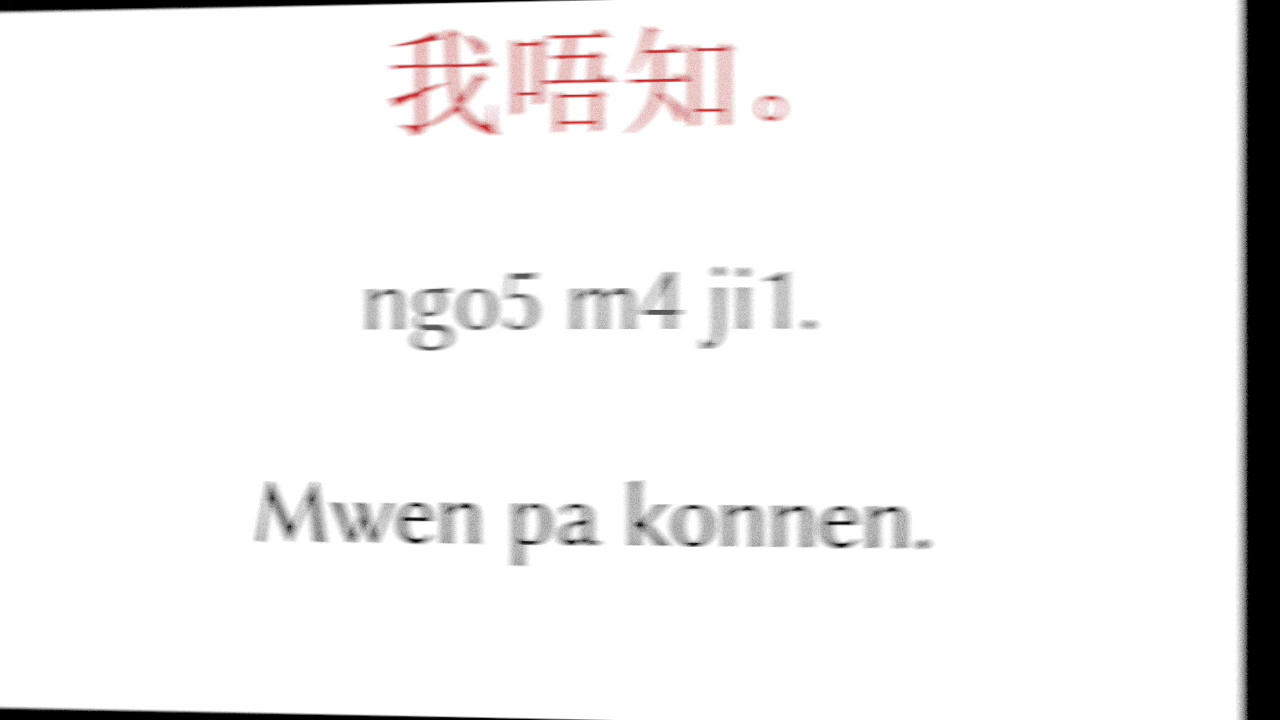 我唔知。
ngo5 m4 ji1.
Mwen pa konnen.